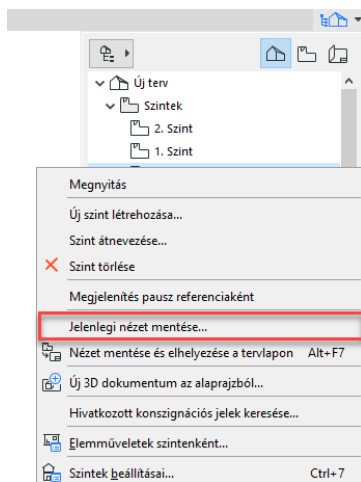 Új terv
Szintek
2. Szint
1. Szint
Megnyitás
Új szint létrehozása...
Szint átnevezése...
Szint törlése
Megjelenítés pausz referenciaként
Jelenlegi nézet mentése...
Nézet mentése és elhelyezése a tervlapon Alt+F7
Új 3D dokumentum az alaprajzból...
Hivatkozott konszignációs jelek keresése...
Elemműveletek szintenként...
Szintek beállításai... Ctrl+7